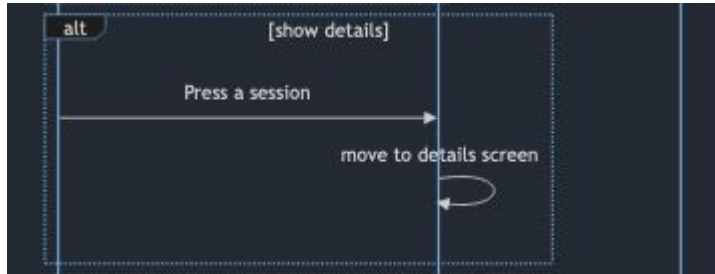 alt
[show details]
Press a session
move to details screen